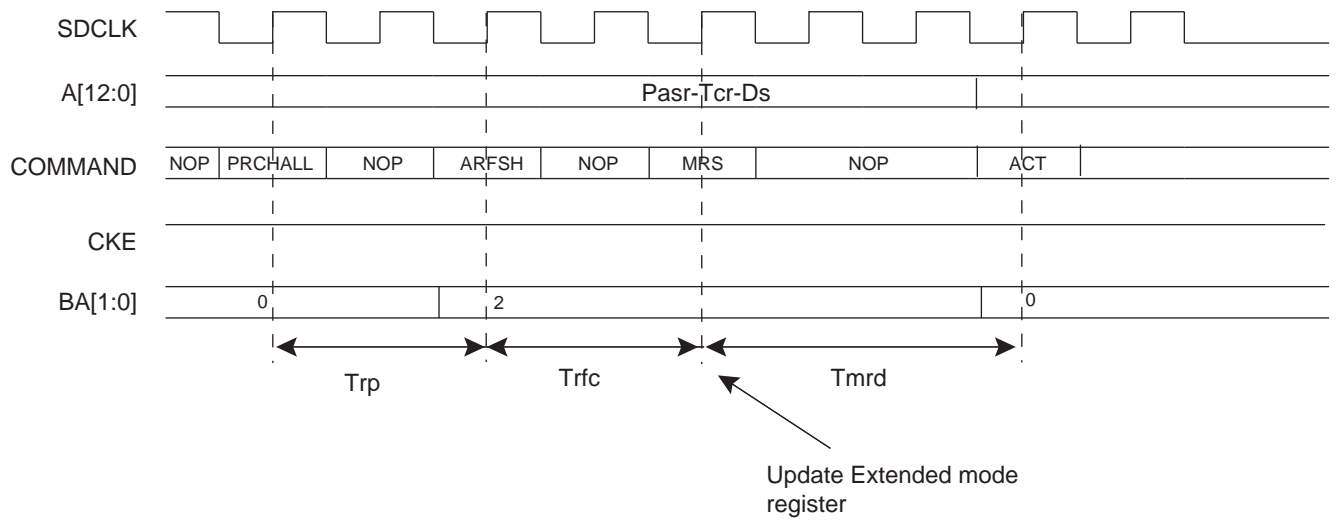 SDCLK
A[12:0]
Pasr-Tcr-Ds
COMMAND
NOP PRCHALL NOP ARFSH NOP MRS NOP ACT
CKE
BA[1:0]
0 2 0
Trp Trfc Tmrd
Update Extended mode
register